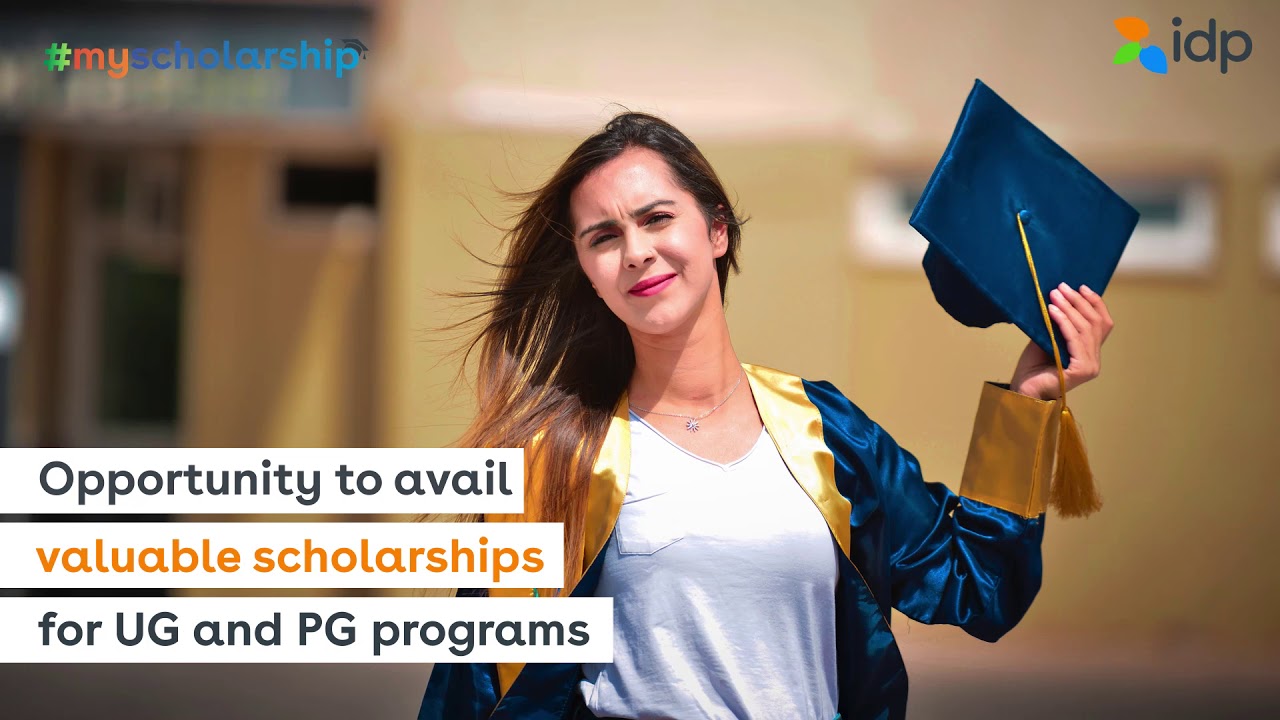 #myscholarship
idp
Opportunity to avail
valuable scholarships
for UG and PG programs